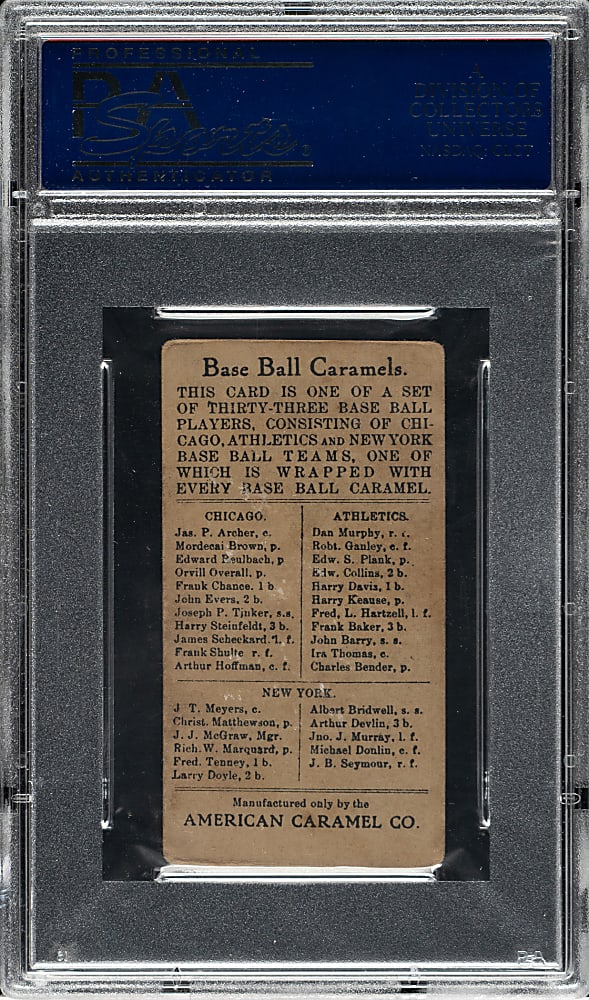 PROFESSIONAL
PSA
Sports
AUTHENTICATOR
A
DIVISION OF
COLLECTORS
UNIVERSE
NASDAQ: CLCT
Base Ball Caramels.
THIS CARD IS ONE OF A SET
OF THIRTY-THREE BASE BALL
PLAYERS, CONSISTING OF CHI-
CAGO, ATHLETICS AND NEW YORK
BASE BALL TEAMS, ONE OF
WHICH IS WRAPPED WITH
EVERY BASE BALL CARAMEL.
CHICAGO.
Jas. P. Archer, c.
Mordecai Brown, p.
Edward Reulbach, p
Orvill Overall, p.
Frank Chance, 1 b
John Evers, 2 b.
Joseph P. Tinker, s.s.
Harry Steinfeldt, 3 b.
James Scheckard, l. f.
Frank Shulte r. f.
Arthur Hoffman, c. f.
ATHLETICS.
Dan Murphy, r. f.
Robt. Ganley, c. f.
Edw. S. Plank, p.
Edw. Collins, 2 b.
Harry Davis, 1 b.
Harry Keause, p.
Fred, L. Hartzell, l. f.
Frank Baker, 3 b.
John Barry, s. s.
Ira Thomas, c.
Charles Bender, p.
NEW YORK.
J T. Meyers, c.
Christ. Matthewson, p.
J. J. McGraw, Mgr.
Rich. W. Marquard, p.
Fred. Tenney, 1 b.
Larry Doyle, 2 b.
Albert Bridwell, s. s.
Arthur Devlin, 3 b.
Jno. J. Murray, l. f.
Michael Donlin, c. f.
J. B. Seymour, r. f.
Manufactured only by the
AMERICAN CARAMEL CO.
PSA